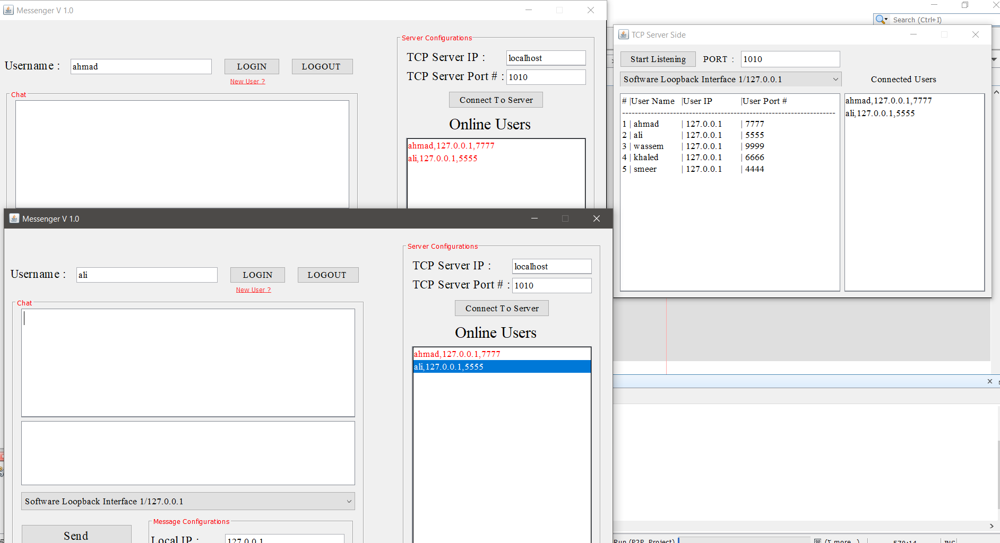 Messenger V 1.0
Username :
ahmad
LOGIN
LOGOUT
New User ?
Chat
Server Configurations
TCP Server IP :
localhost
TCP Server Port # :
1010
Connect To Server
Online Users
ahmad,127.0.0.1,7777
ali,127.0.0.1,5555
Search (Ctrl+I)
TCP Server Side
Start Listening
PORT :
1010
Software Loopback Interface 1/127.0.0.1
Connected Users
# |User Name |User IP |User Port #
-------------------------------------------------------------------
1 | ahmad | 127.0.0.1 | 7777
2 | ali | 127.0.0.1 | 5555
3 | wassem | 127.0.0.1 | 9999
4 | khaled | 127.0.0.1 | 6666
5 | smeer | 127.0.0.1 | 4444
ahmad,127.0.0.1,7777
ali,127.0.0.1,5555
Messenger V 1.0
Username :
ali
LOGIN
LOGOUT
New User ?
Chat
Server Configurations
TCP Server IP :
localhost
TCP Server Port # :
1010
Connect To Server
Online Users
ahmad,127.0.0.1,7777
ali,127.0.0.1,5555
Software Loopback Interface 1/127.0.0.1
Send
Message Configurations
Local IP :
127.0.0.1
Run (P2P_Project)
570:14
INS